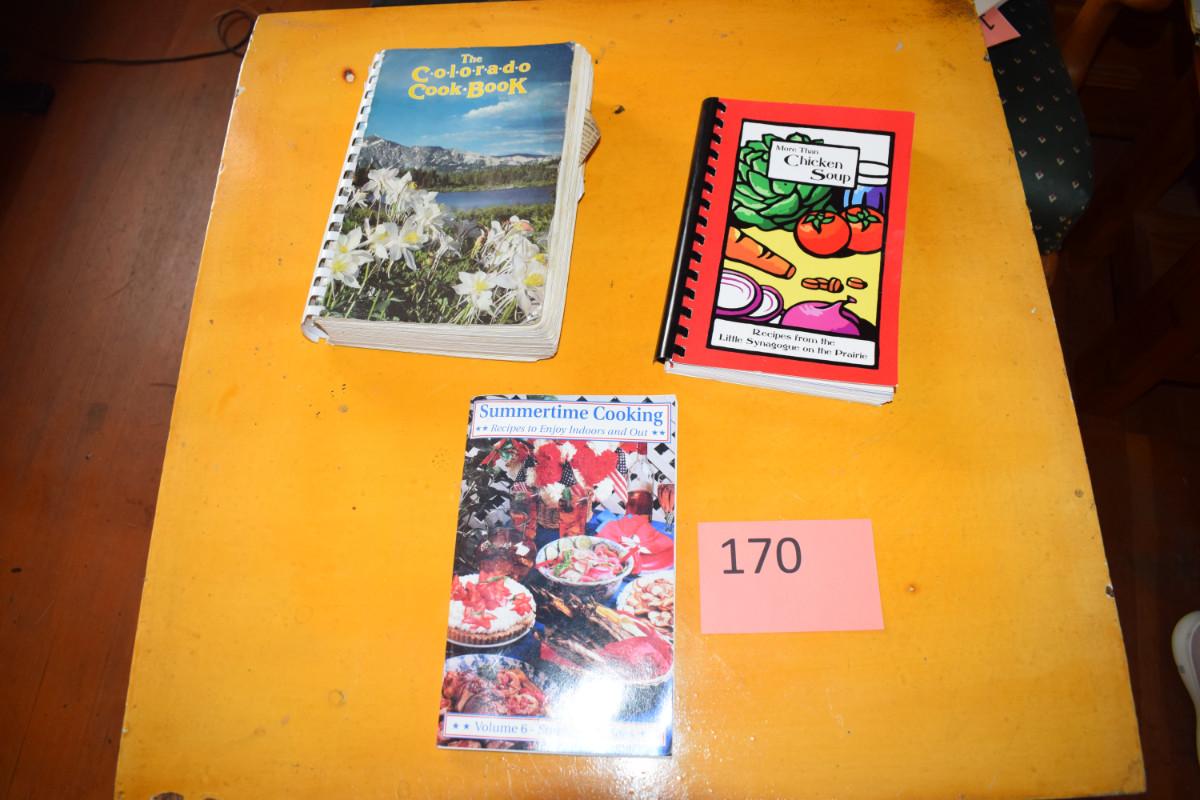 The
C·o·l·o·r·a·d·o
Cook·Book
More Than
Chicken
Soup
Recipes from the
Little Synagogue on the Prairie
Summertime Cooking
Recipes to Enjoy Indoors and Out
Volume 6 -
170